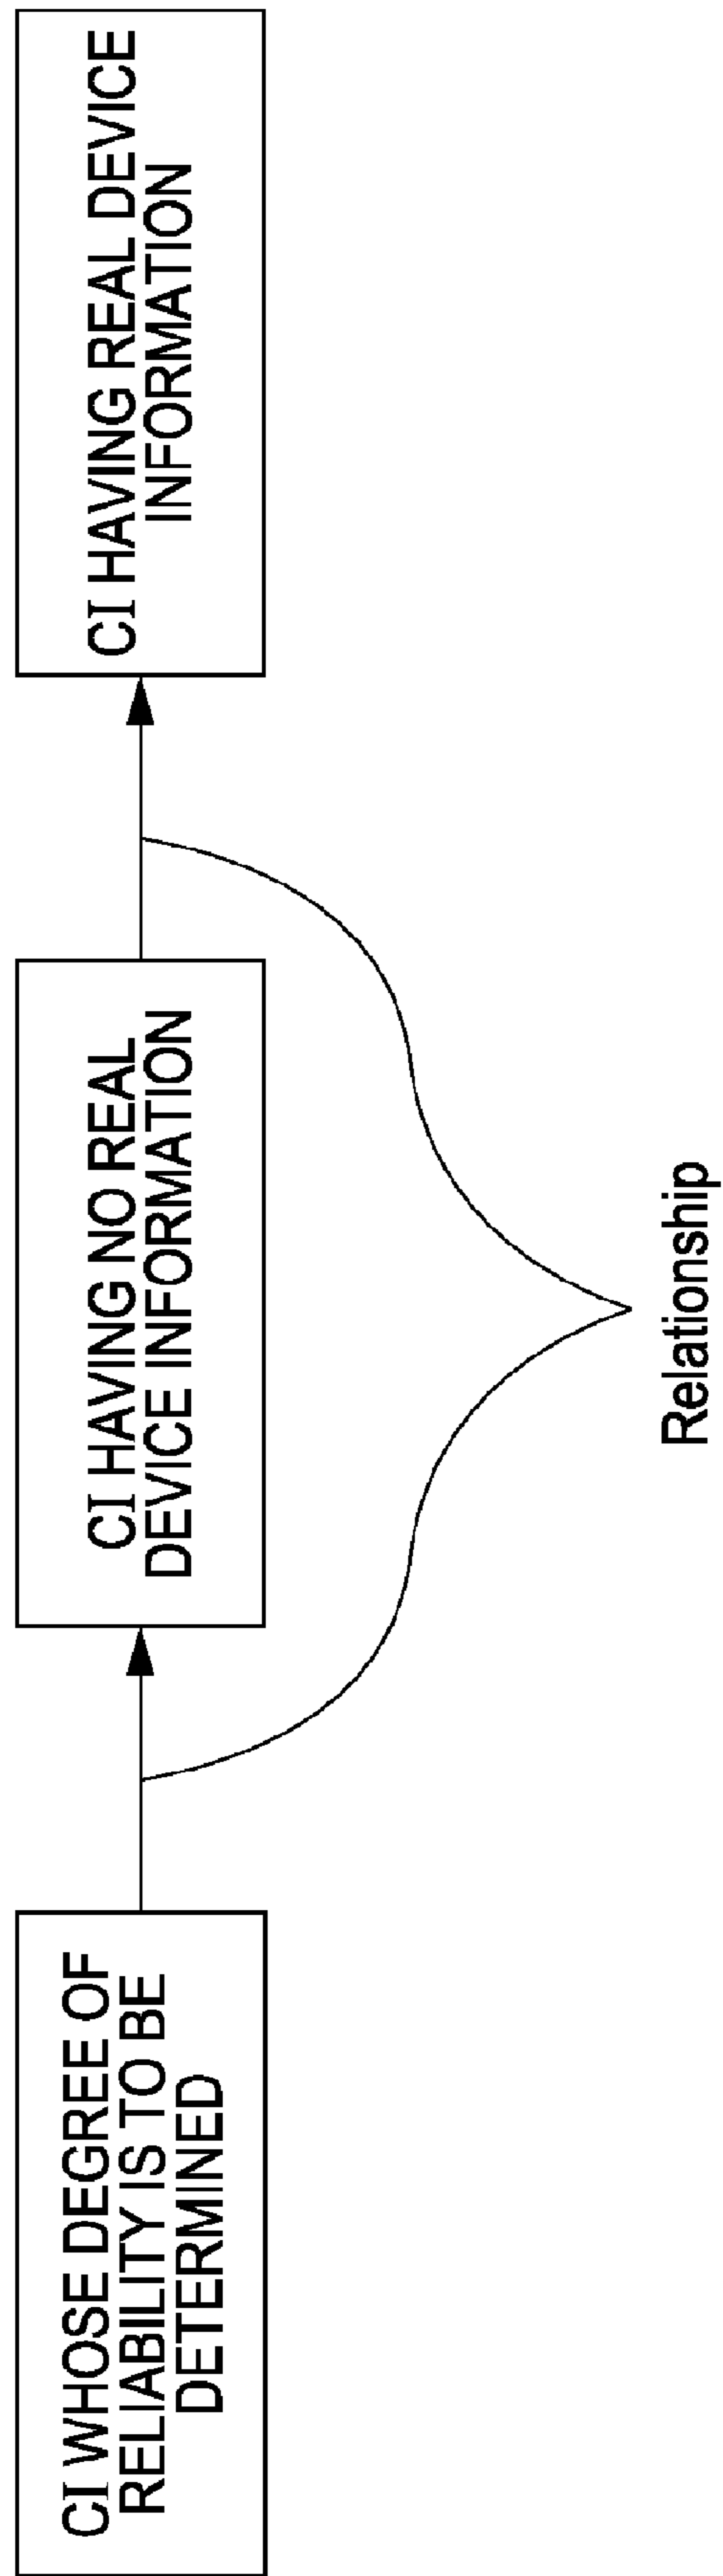 CI WHOSE DEGREE OF
RELIABILITY IS TO BE
DETERMINED
CI HAVING NO REAL
DEVICE INFORMATION
CI HAVING REAL DEVICE
INFORMATION
Relationship